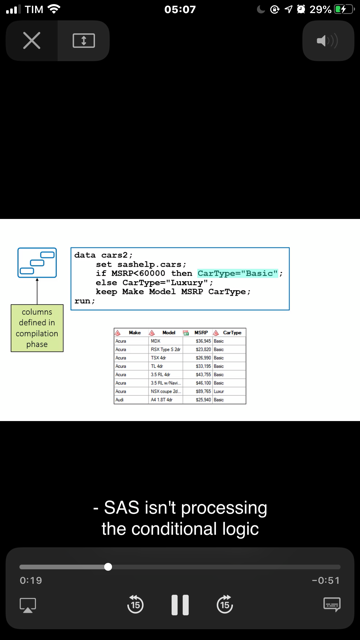 TIM 05:07 29%
data cars2;
set sashelp.cars;
if MSRP<60000 then CarType="Basic";
else CarType="Luxury";
keep Make Model MSRP CarType;
run;
columns
defined in
compilation
phase
Make Model MSRP CarType
Acura MDX $36,945 Basic
Acura RSX Type S 2dr $23,820 Basic
Acura TSX 4dr $26,990 Basic
Acura TL 4dr $33,195 Basic
Acura 3.5 RL 4dr $43,755 Basic
Acura 3.5 RL w/Navi... $46,100 Basic
Acura NSX coupe 2d... $89,765 Luxur
Audi A4 1.8T 4dr $25,940 Basic
- SAS isn't processing
the conditional logic
0:19 −0:51
15 15